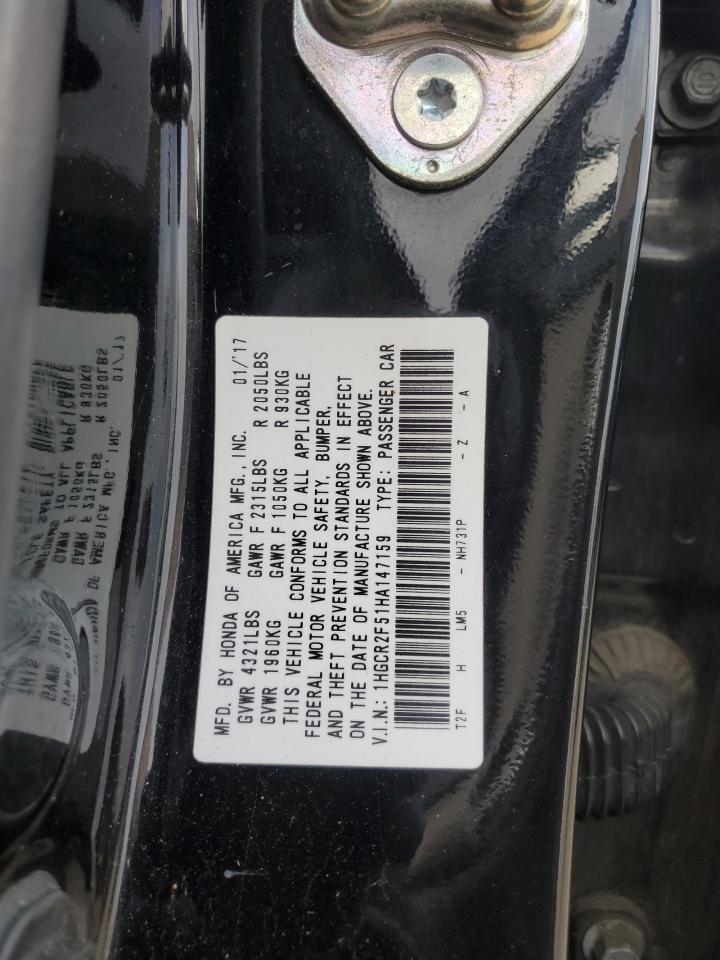 MFD. BY HONDA OF AMERICA MFG., INC. 01/'17
GVWR 4321LBS GAWR F 2315LBS R 2050LBS
GVWR 1960KG GAWR F 1050KG R 930KG
THIS VEHICLE CONFORMS TO ALL APPLICABLE
FEDERAL MOTOR VEHICLE SAFETY, BUMPER,
AND THEFT PREVENTION STANDARDS IN EFFECT
ON THE DATE OF MANUFACTURE SHOWN ABOVE.
V.I.N.: 1HGCR2F51HA147159 TYPE: PASSENGER CAR
T2F H LM5 - NH731P - Z - A